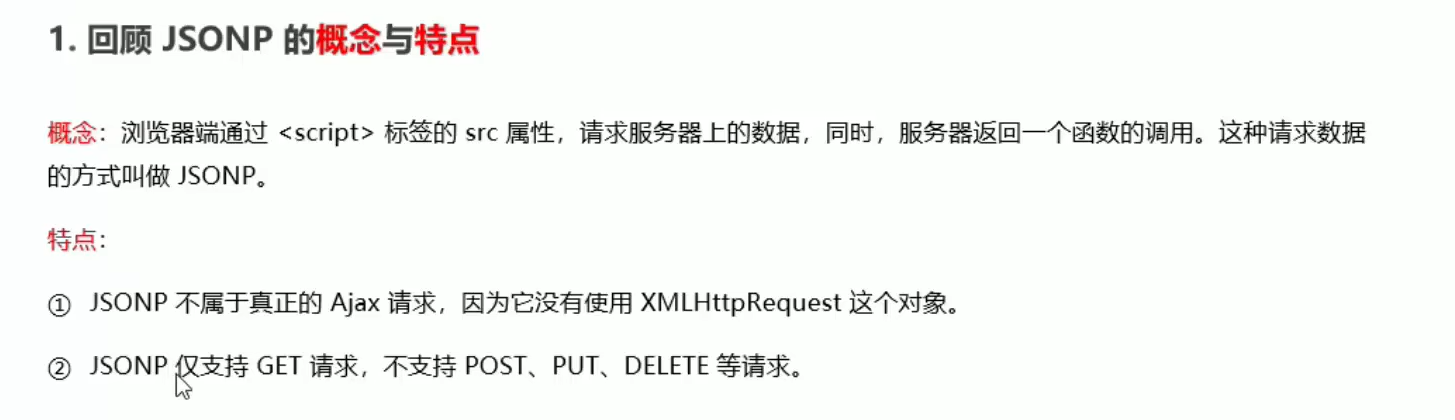 1. 回顾 JSONP 的概念与特点
概念：浏览器端通过 <script> 标签的 src 属性，请求服务器上的数据，同时，服务器返回一个函数的调用。这种请求数据
的方式叫做 JSONP。
特点：
① JSONP 不属于真正的 Ajax 请求，因为它没有使用 XMLHttpRequest 这个对象。
② JSONP 仅支持 GET 请求，不支持 POST、PUT、DELETE 等请求。